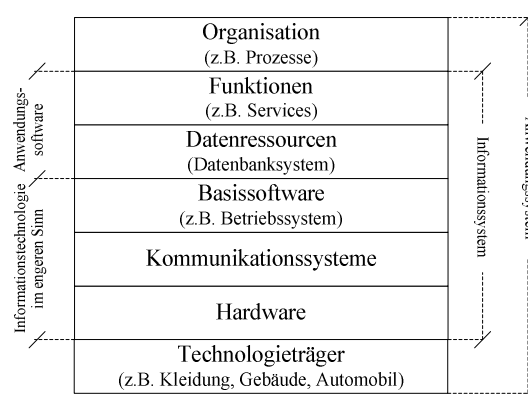 Organisation
(z.B. Prozesse)
Funktionen
(z.B. Services)
Datenressourcen
(Datenbanksystem)
Basissoftware
(z.B. Betriebssystem)
Kommunikationssysteme
Hardware
Technologieträger
(z.B. Kleidung, Gebäude, Automobil)
Anwendungs-
software
Informationstechnologie
im engeren Sinn
Informationssystem